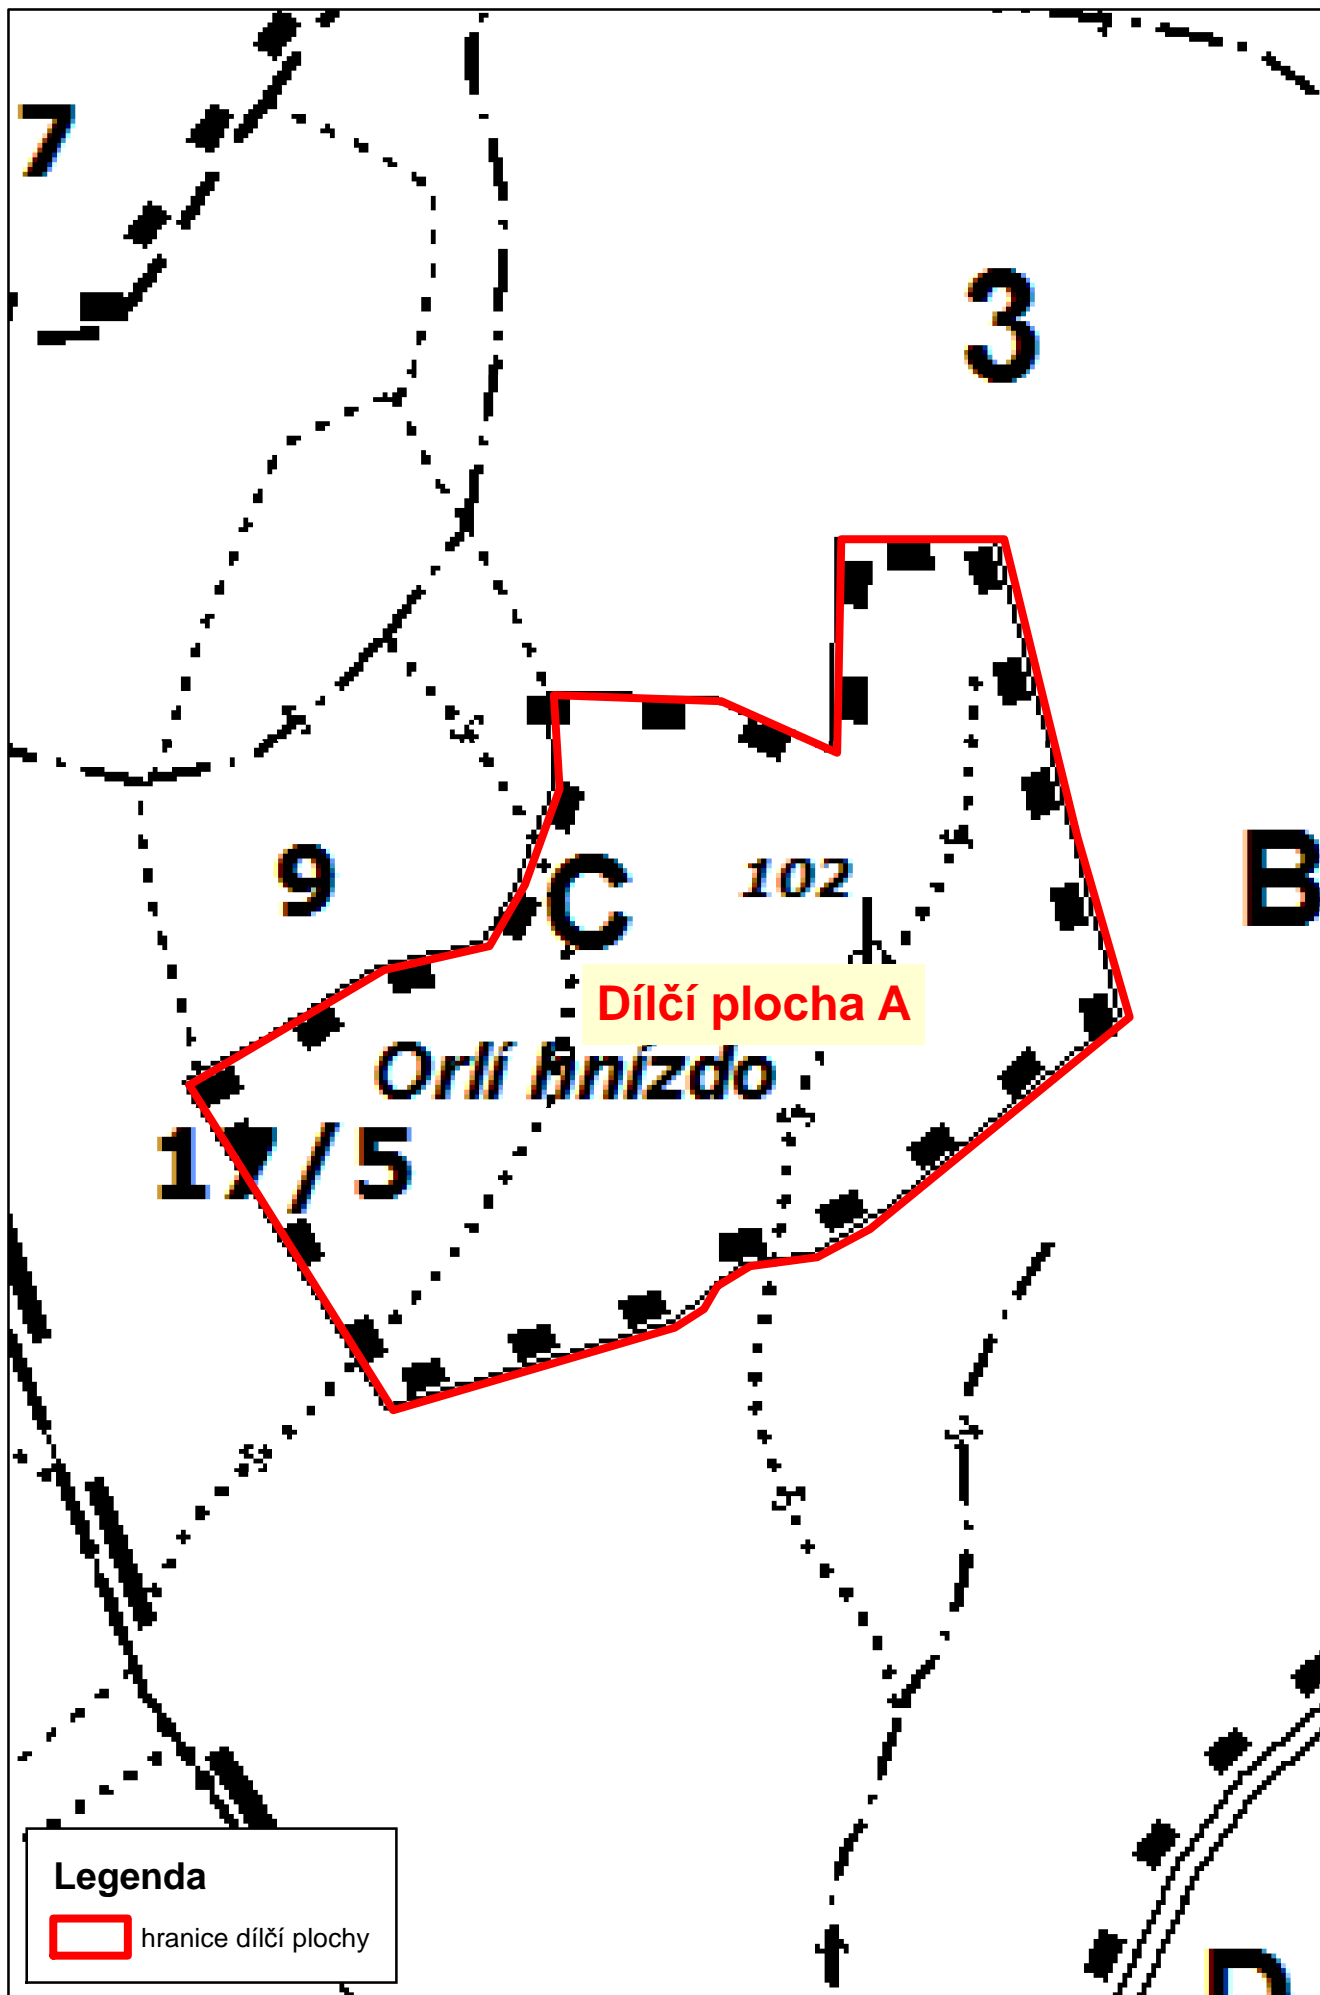 7
3
9
C
102
B
Dílčí plocha A
Orlí hnízdo
17/5
D
Legenda
hranice dílčí plochy